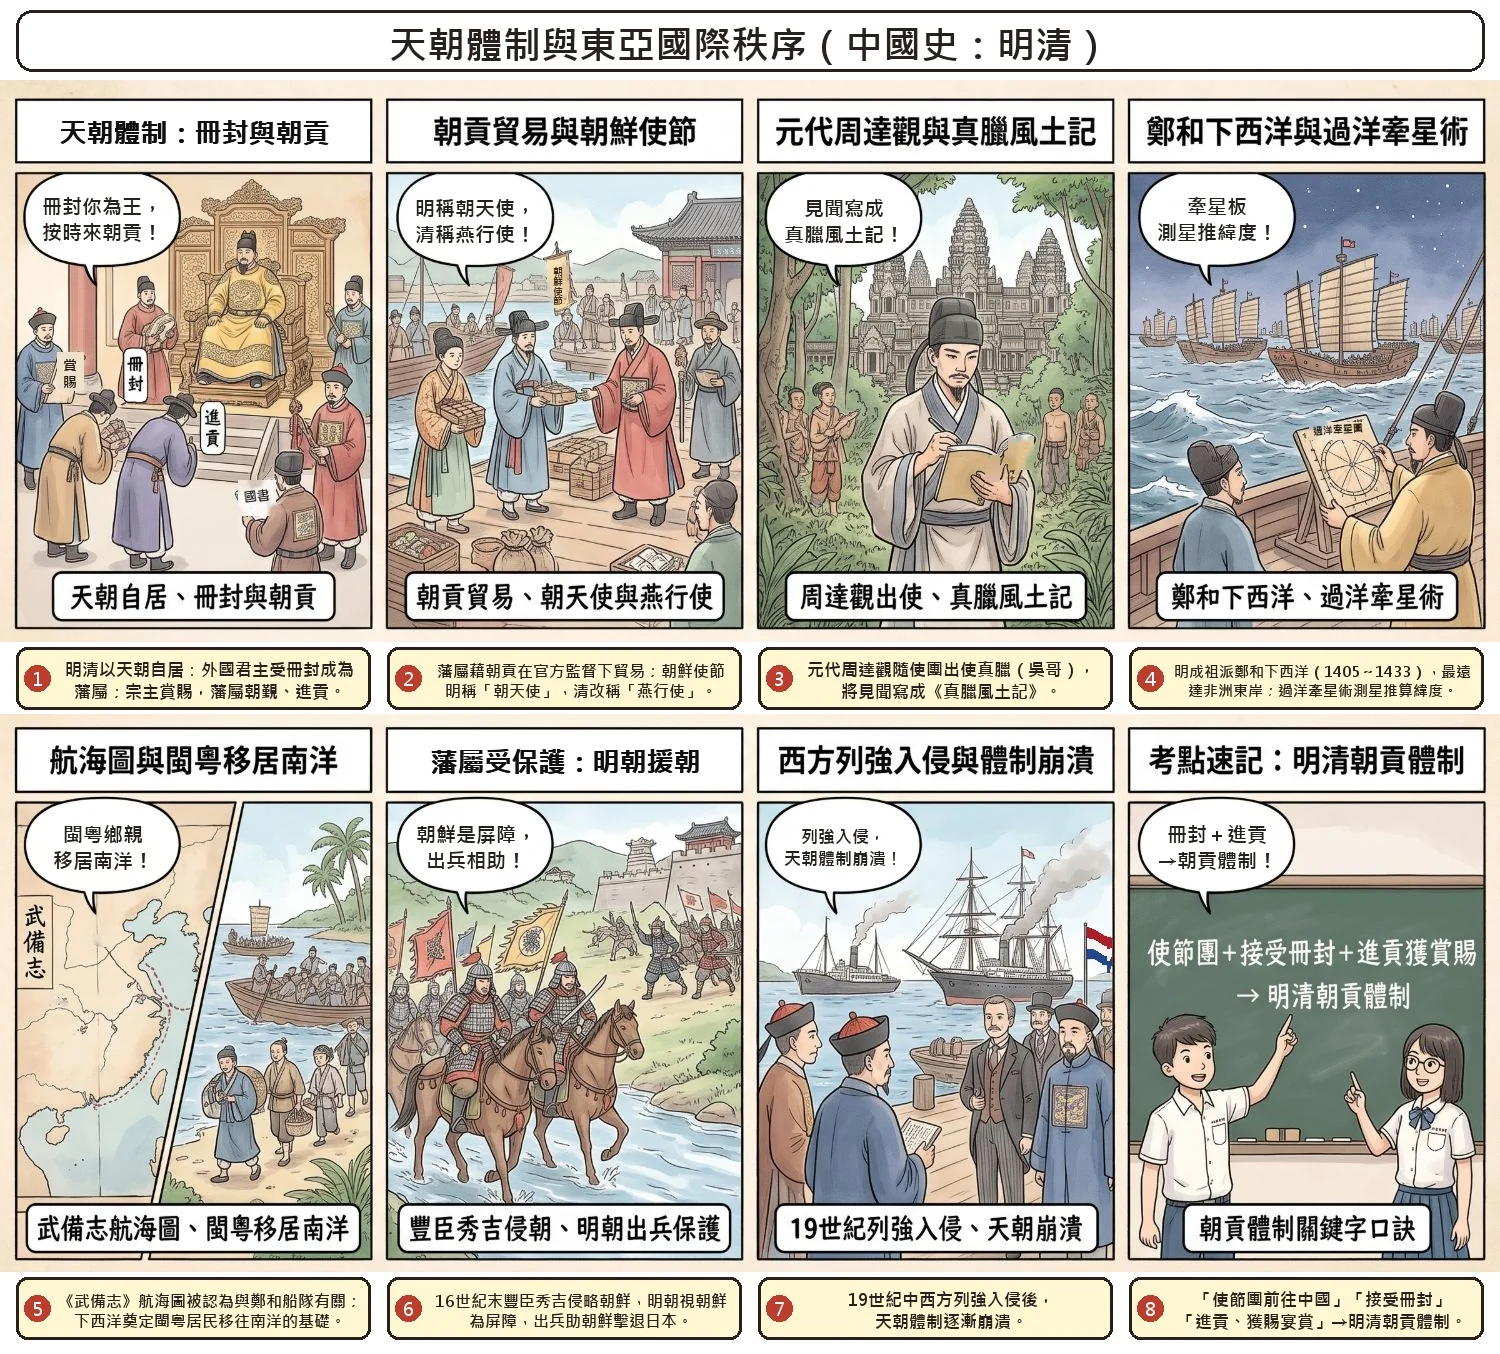 天朝體制與東亞國際秩序（中國史：明清）
天朝體制：冊封與朝貢
冊封你為王，
按時來朝貢！
賞賜
冊封
進貢
國書
天朝自居、冊封與朝貢
1 明清以天朝自居：外國君主受冊封成為
藩屬；宗主賞賜，藩屬朝覲、進貢。
朝貢貿易與朝鮮使節
明稱朝天使，
清稱燕行使！
朝鮮使節
朝貢貿易、朝天使與燕行使
2 藩屬藉朝貢在官方監督下貿易；朝鮮使節
明稱「朝天使」，清改稱「燕行使」。
元代周達觀與真臘風土記
見聞寫成
真臘風土記！
周達觀出使、真臘風土記
3 元代周達觀隨使團出使真臘（吳哥），
將見聞寫成《真臘風土記》。
鄭和下西洋與過洋牽星術
牽星板
測星推緯度！
過洋牽星圖
鄭和下西洋、過洋牽星術
4 明成祖派鄭和下西洋（1405~1433），最遠
達非洲東岸；過洋牽星術測星推算緯度。
航海圖與閩粵移居南洋
閩粵鄉親
移居南洋！
武備志
武備志航海圖、閩粵移居南洋
5 《武備志》航海圖被認為與鄭和船隊有關；
下西洋奠定閩粵居民移往南洋的基礎。
藩屬受保護：明朝援朝
朝鮮是屏障，
出兵相助！
豐臣秀吉侵朝、明朝出兵保護
6 16世紀末豐臣秀吉侵略朝鮮，明朝視朝鮮
為屏障，出兵助朝鮮擊退日本。
西方列強入侵與體制崩潰
列強入侵，
天朝體制崩潰！
19世紀列強入侵、天朝崩潰
7 19世紀中西方列強入侵後，
天朝體制逐漸崩潰。
考點速記：明清朝貢體制
冊封＋進貢
→朝貢體制！
使節團+接受冊封+進貢獲賞賜
→ 明清朝貢體制
朝貢體制關鍵字口訣
8 「使節團前往中國」「接受冊封」
「進貢、獲賜宴賞」→明清朝貢體制。